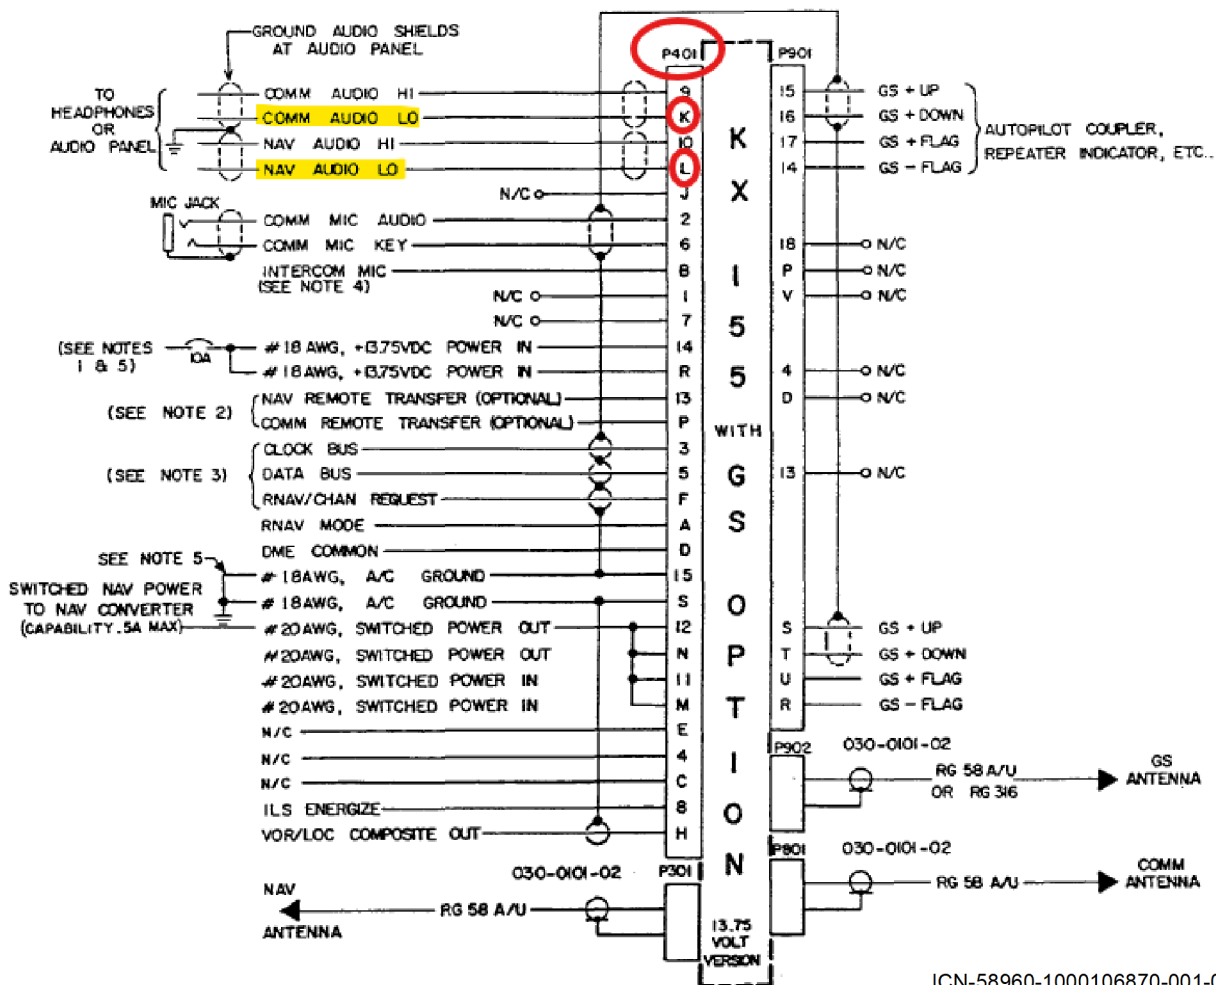 GROUND AUDIO SHIELDS
AT AUDIO PANEL
P401
P901
TO
HEADPHONES
OR
AUDIO PANEL
COMM AUDIO HI
9
COMM AUDIO LO
K
NAV AUDIO HI
10
NAV AUDIO LO
L
N/C
J
MIC JACK
COMM MIC AUDIO
2
COMM MIC KEY
6
INTERCOM MIC
(SEE NOTE 4)
B
N/C
1
N/C
7
(SEE NOTES
1 & 5)
10A
#18 AWG, +13.75VDC POWER IN
14
#18 AWG, +13.75VDC POWER IN
R
(SEE NOTE 2)
NAV REMOTE TRANSFER (OPTIONAL)
13
COMM REMOTE TRANSFER (OPTIONAL)
P
(SEE NOTE 3)
CLOCK BUS
3
DATA BUS
5
RNAV/CHAN REQUEST
F
RNAV MODE
A
DME COMMON
D
SEE NOTE 5
#18AWG, A/C GROUND
15
#18AWG, A/C GROUND
S
SWITCHED NAV POWER
TO NAV CONVERTER
(CAPABILITY .5A MAX)
#20AWG, SWITCHED POWER OUT
12
#20AWG, SWITCHED POWER OUT
N
#20AWG, SWITCHED POWER IN
11
#20AWG, SWITCHED POWER IN
M
N/C
E
N/C
4
N/C
C
ILS ENERGIZE
8
VOR/LOC COMPOSITE OUT
H
030-0101-02
P301
NAV
ANTENNA
RG 58 A/U
KX 155
WITH
GS OPTION
13.75
VOLT
VERSION
15
GS + UP
16
GS + DOWN
17
GS + FLAG
14
GS - FLAG
AUTOPILOT COUPLER,
REPEATER INDICATOR, ETC..
18
N/C
P
N/C
V
N/C
4
N/C
D
N/C
13
N/C
S
GS + UP
T
GS + DOWN
U
GS + FLAG
R
GS - FLAG
P902
030-0101-02
RG 58 A/U
OR RG 316
GS
ANTENNA
P801
030-0101-02
RG 58 A/U
COMM
ANTENNA